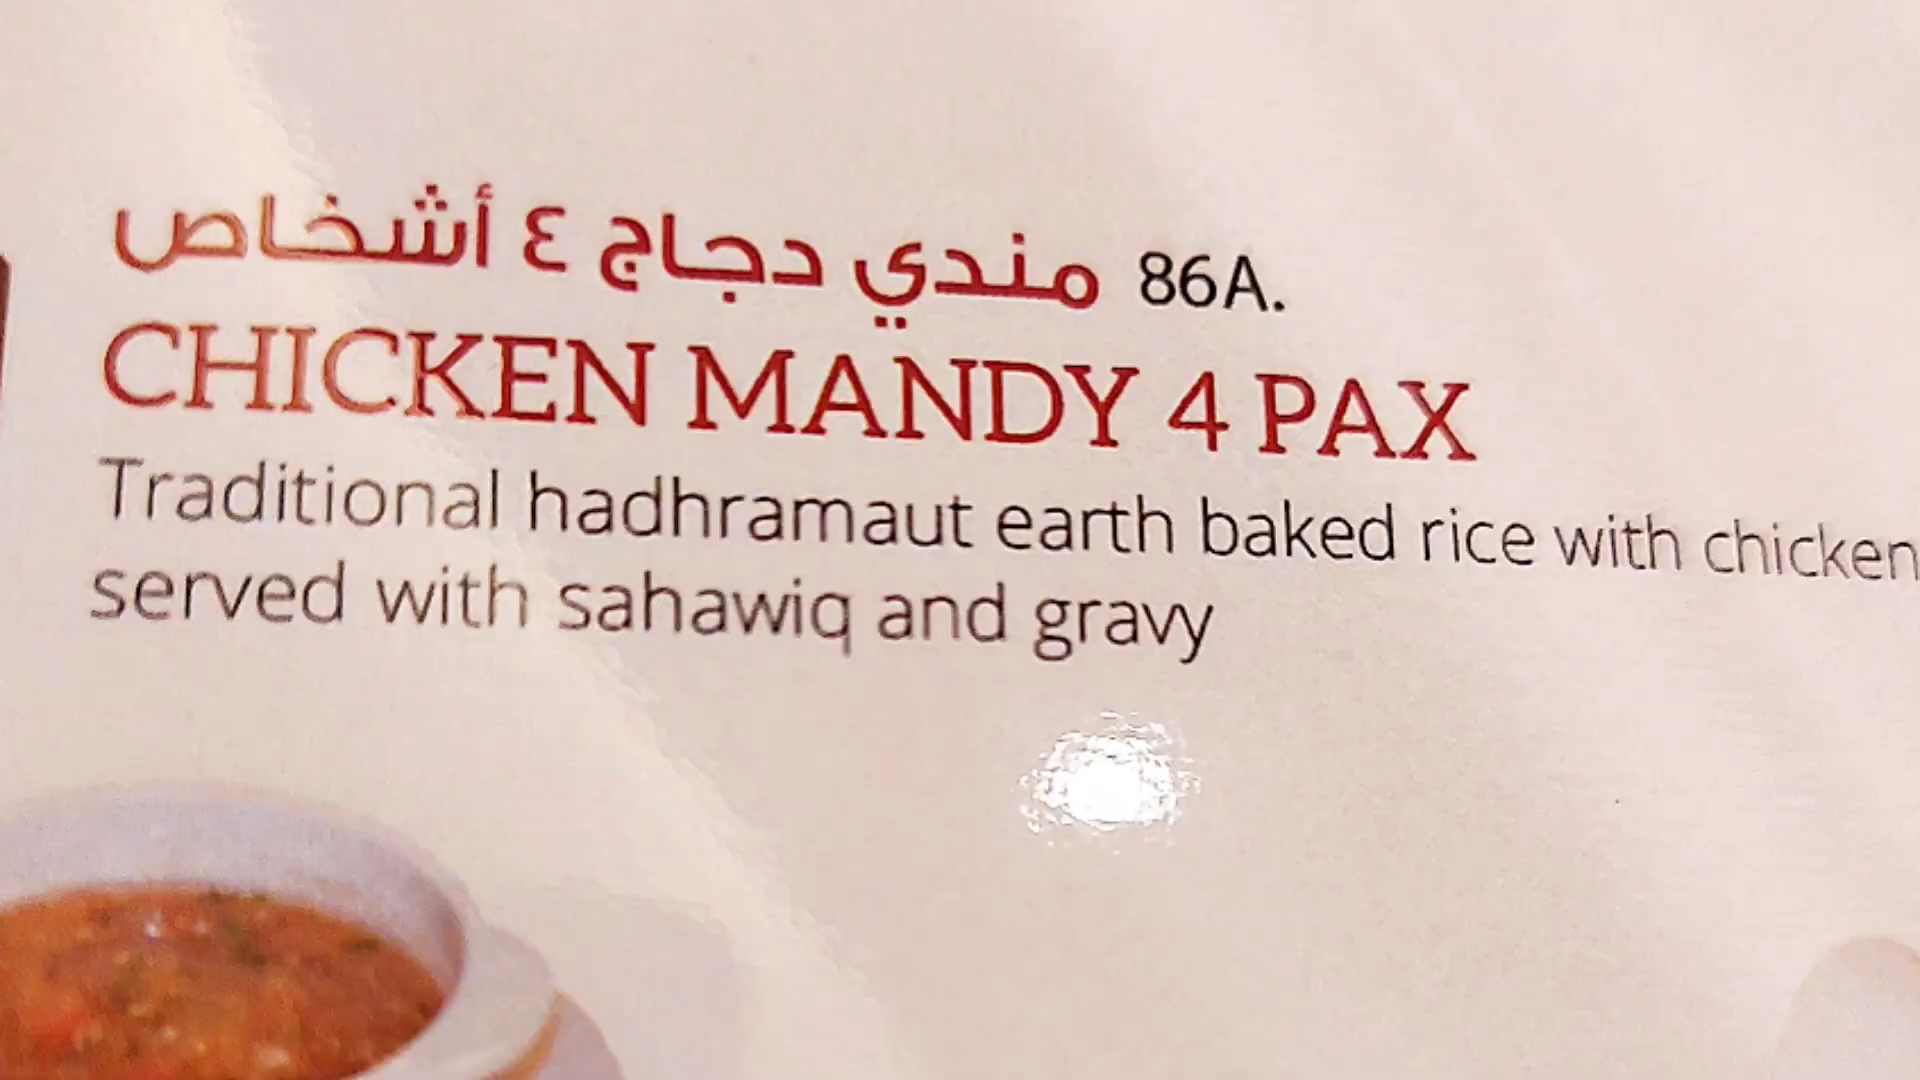 86A. مندي دجاج ٤ أشخاص
CHICKEN MANDY 4 PAX
Traditional hadhramaut earth baked rice with chicken
served with sahawiq and gravy